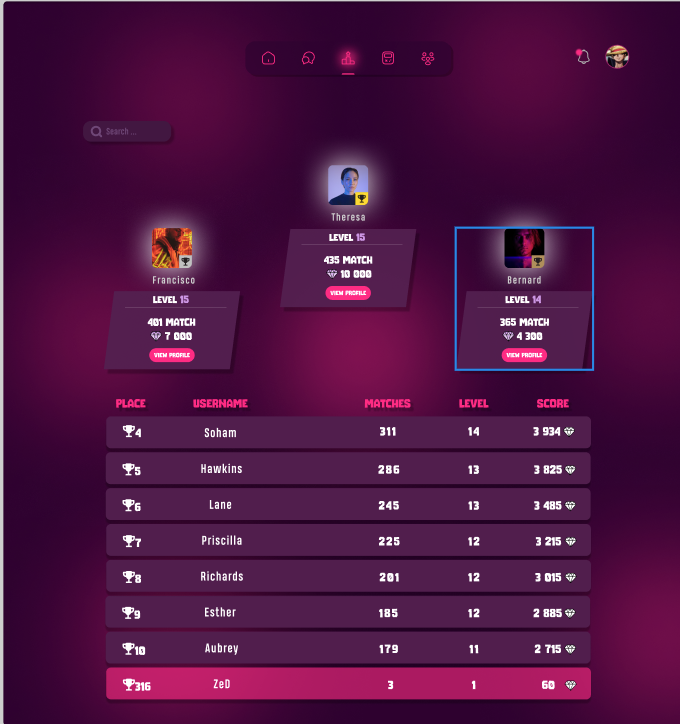 Search ...
Theresa
LEVEL 15
435 MATCH
10 000
VIEW PROFILE
Francisco
LEVEL 15
401 MATCH
7 000
VIEW PROFILE
Bernard
LEVEL 14
365 MATCH
4 300
VIEW PROFILE
PLACE USERNAME MATCHES LEVEL SCORE
4 Soham 311 14 3 934
5 Hawkins 286 13 3 825
6 Lane 245 13 3 485
7 Priscilla 225 12 3 215
8 Richards 201 12 3 015
9 Esther 185 12 2 885
10 Aubrey 179 11 2 715
316 ZeD 3 1 60